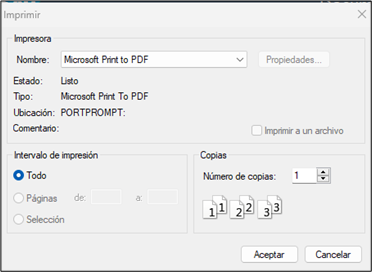 Imprimir
Impresora
Nombre: Microsoft Print to PDF Propiedades...
Estado: Listo
Tipo: Microsoft Print To PDF
Ubicación: PORTPROMPT:
Comentario: Imprimir a un archivo
Intervalo de impresión
Todo
Páginas de: a:
Selección
Copias
Número de copias: 1
1 1 2 2 3 3
Aceptar Cancelar